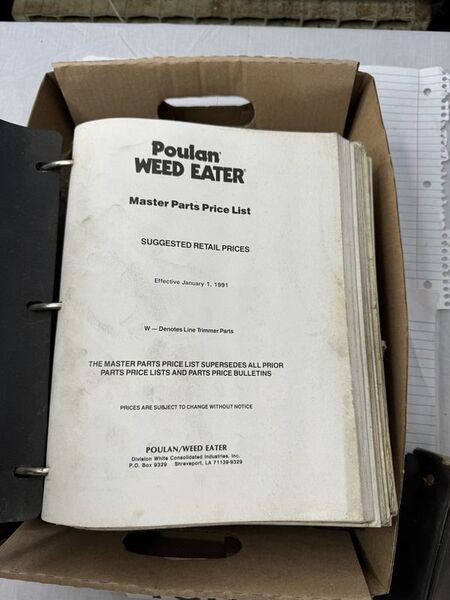 Poulan
WEED EATER
Master Parts Price List
SUGGESTED RETAIL PRICES
Effective January 1, 1991
W — Denotes Line Trimmer Parts
THE MASTER PARTS PRICE LIST SUPERSEDES ALL PRIOR
PARTS PRICE LISTS AND PARTS PRICE BULLETINS
PRICES ARE SUBJECT TO CHANGE WITHOUT NOTICE
POULAN/WEED EATER
Division White Consolidated Industries, Inc.
P.O. Box 9329 Shreveport, LA 71139-9329